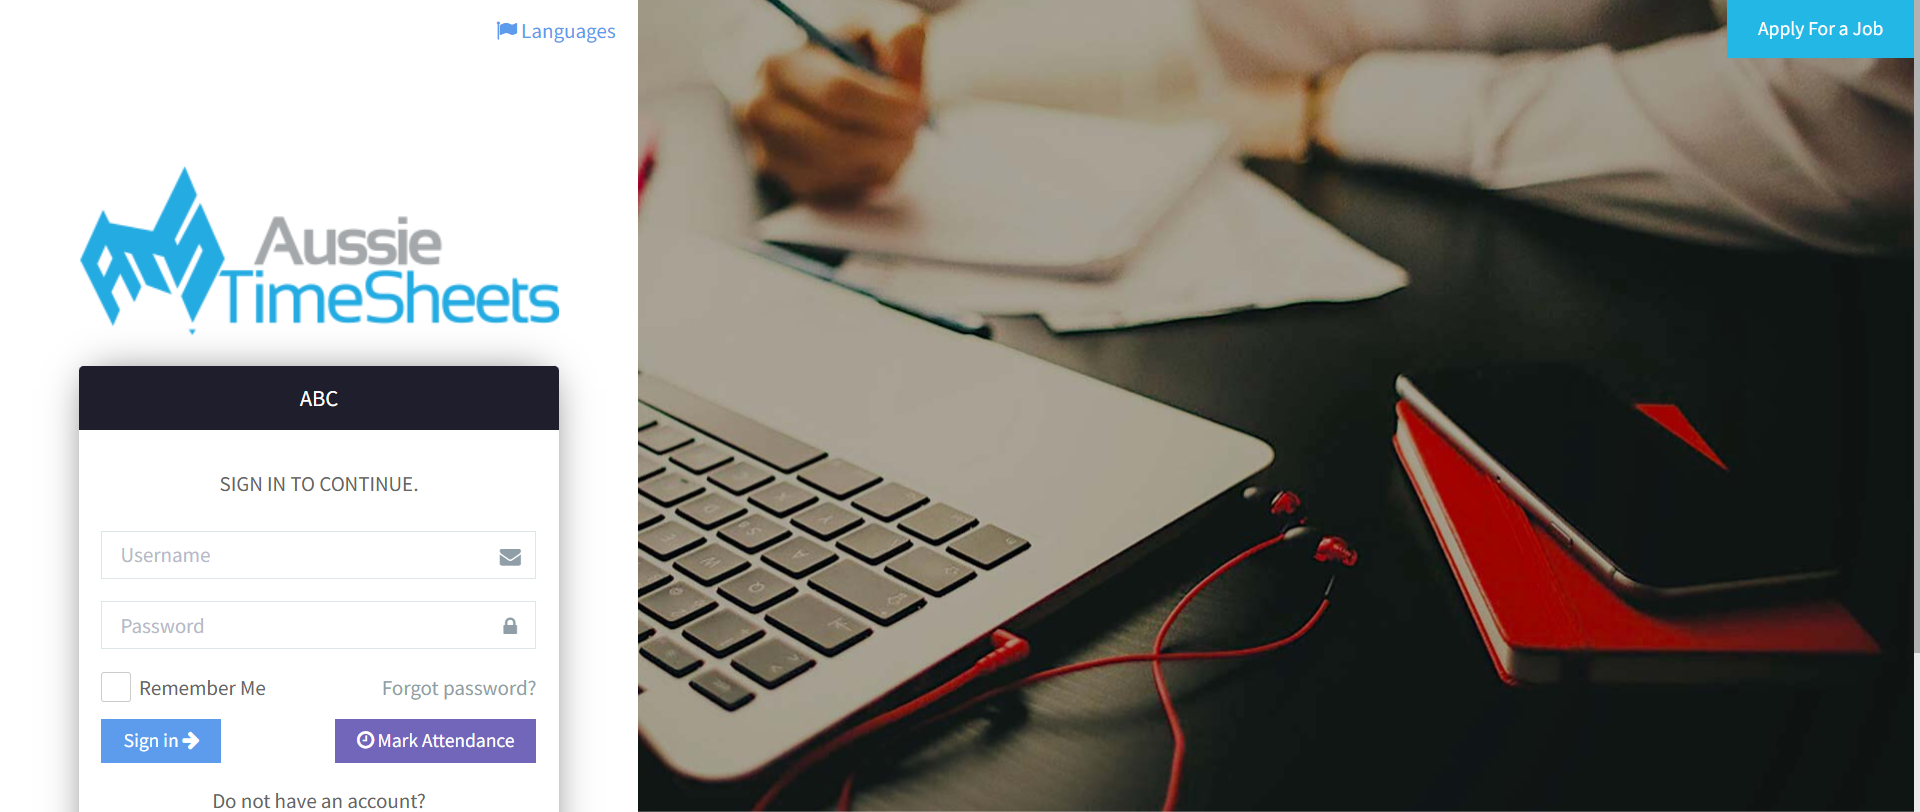 Languages
Apply For a Job
Aussie
TimeSheets
ABC
SIGN IN TO CONTINUE.
Username
Password
Remember Me
Forgot password?
Sign in
Mark Attendance
Do not have an account?